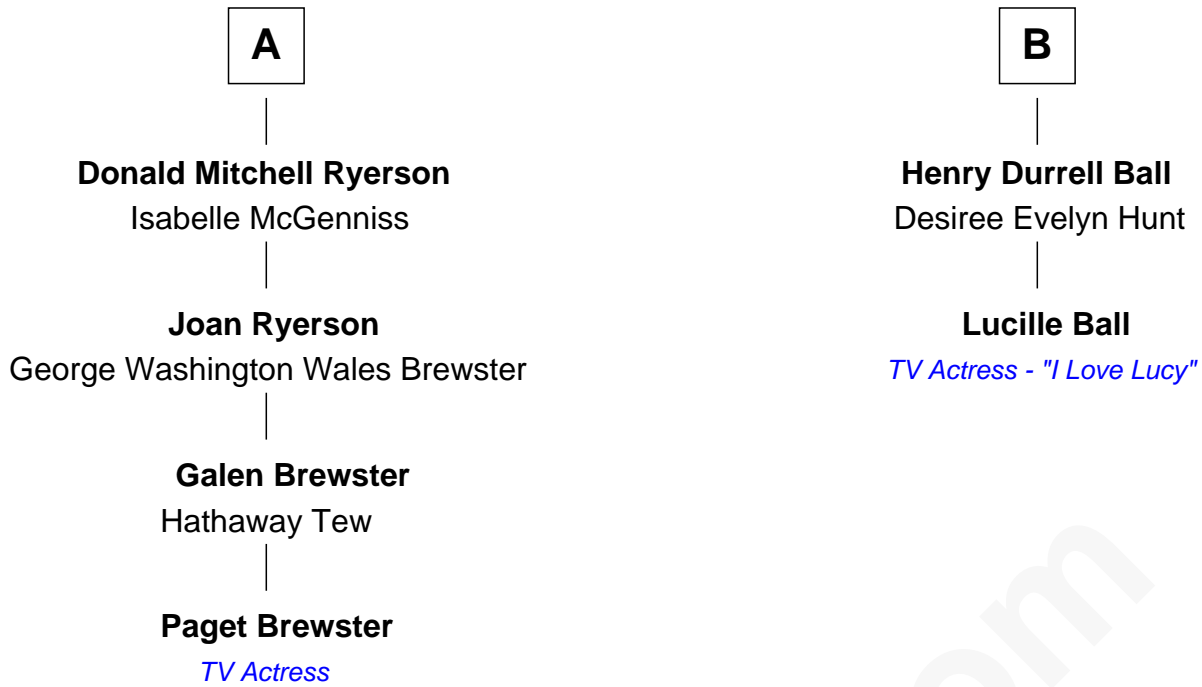 A
Donald Mitchell Ryerson
Isabelle McGenniss
Joan Ryerson
George Washington Wales Brewster
Galen Brewster
Hathaway Tew
Paget Brewster
TV Actress
B
Henry Durrell Ball
Desiree Evelyn Hunt
Lucille Ball
TV Actress - "I Love Lucy"
om